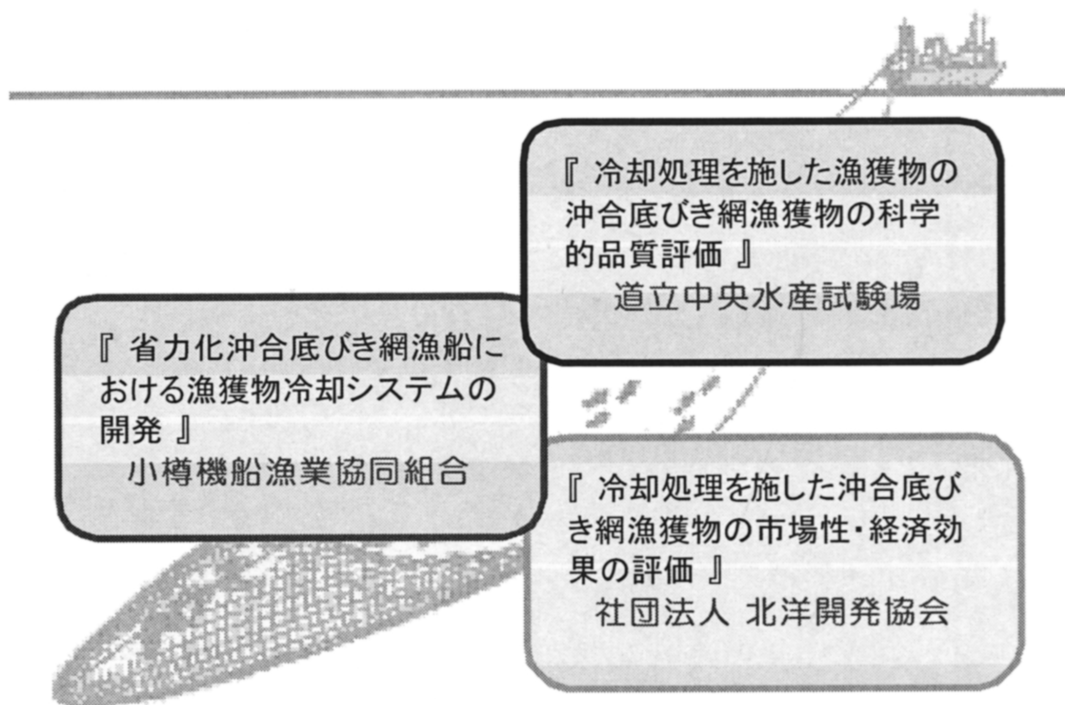 『 冷却処理を施した漁獲物の
沖合底びき網漁獲物の科学
的品質評価 』
道立中央水産試験場
『 省力化沖合底びき網漁船に
おける漁獲物冷却システムの
開発 』
小樽機船漁業協同組合
『 冷却処理を施した沖合底び
き網漁獲物の市場性・経済効
果の評価 』
社団法人 北洋開発協会